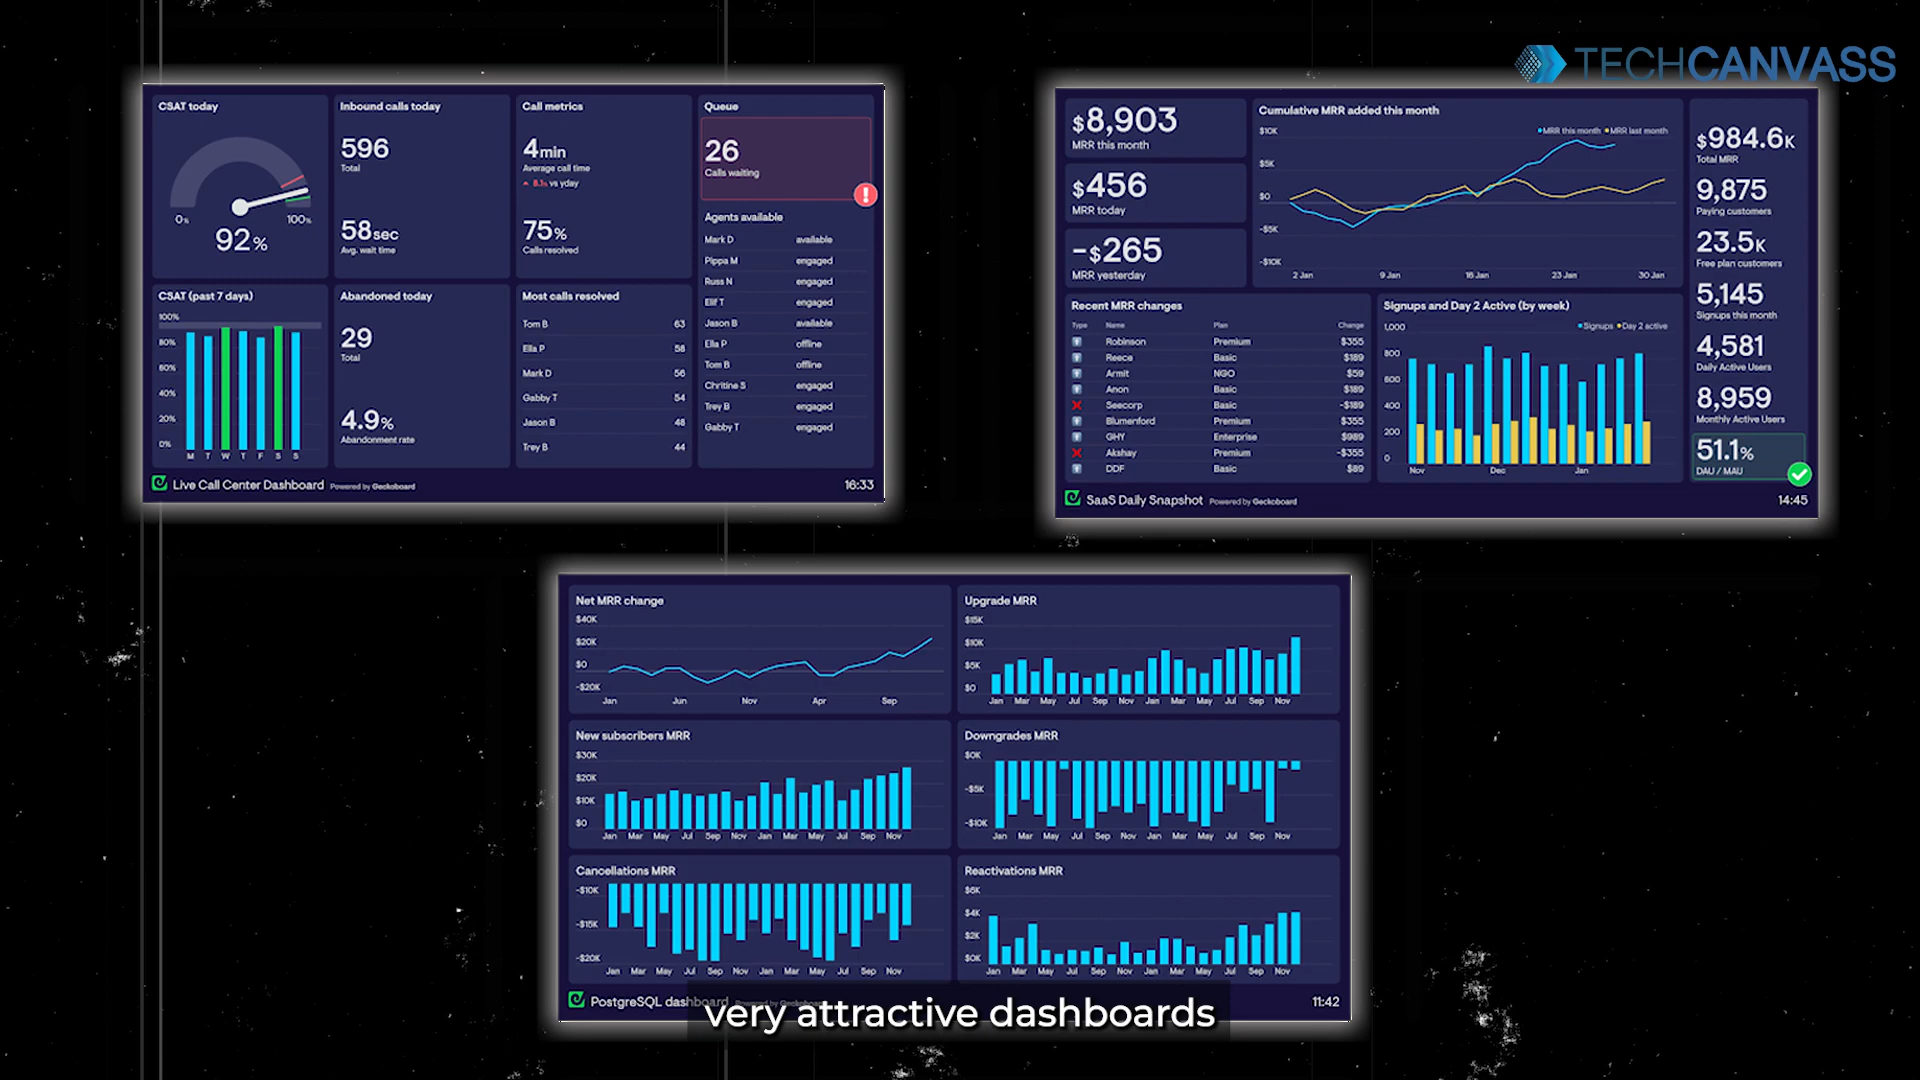 TECHCANVASS
CSAT today
0%
100%
92%
Inbound calls today
596
Total
58sec
Avg. wait time
Call metrics
4min
Average call time
8.1% vs yday
75%
Calls resolved
Queue
26
Calls waiting
!
Agents available
Mark D available
Pippa M engaged
Russ N engaged
Elif T engaged
Jason B available
Ella P offline
Tom B offline
Chritine S engaged
Trey B engaged
Gabby T engaged
CSAT (past 7 days)
100%
80%
60%
40%
20%
0%
M T W T F S S
Abandoned today
29
Total
4.9%
Abandonment rate
Most calls resolved
Tom B 63
Ella P 58
Mark D 56
Gabby T 54
Jason B 48
Trey B 44
Live Call Center Dashboard Powered by Geckoboard 16:33
$8,903
MRR this month
$456
MRR today
-$265
MRR yesterday
Cumulative MRR added this month
MRR this month MRR last month
$10K
$5K
$0
-$5K
-$10K
2 Jan 9 Jan 16 Jan 23 Jan 30 Jan
$984.6K
Total MRR
9,875
Paying customers
23.5K
Free plan customers
5,145
Signups this month
4,581
Daily Active Users
8,959
Monthly Active Users
51.1%
DAU / MAU
Recent MRR changes
Type Name Plan Change
Robinson Premium $355
Reece Basic $189
Armit NGO $59
Anon Basic $189
Seecorp Basic -$189
Blumenford Premium $355
GHY Enterprise $989
Akshay Premium -$355
DDF Basic $89
Signups and Day 2 Active (by week)
Signups Day 2 active
1,000
800
600
400
200
0
Nov Dec Jan
SaaS Daily Snapshot Powered by Geckoboard 14:45
Net MRR change
$40K
$20K
$0
-$20K
Jan Jun Nov Apr Sep
Upgrade MRR
$15K
$10K
$5K
$0
Jan Mar May Jul Sep Nov Jan Mar May Jul Sep Nov
New subscribers MRR
$30K
$20K
$10K
$0
Jan Mar May Jul Sep Nov Jan Mar May Jul Sep Nov
Downgrades MRR
$0K
-$5K
-$10K
Jan Mar May Jul Sep Nov Jan Mar May Jul Sep Nov
Cancellations MRR
-$10K
-$15K
-$20K
Jan Mar May Jul Sep Nov Jan Mar May Jul Sep Nov
Reactivations MRR
$6K
$4K
$2K
$0K
Jan Mar May Jul Sep Nov Jan Mar May Jul Sep Nov
PostgreSQL dashboard Powered by Geckoboard 11:42
very attractive dashboards